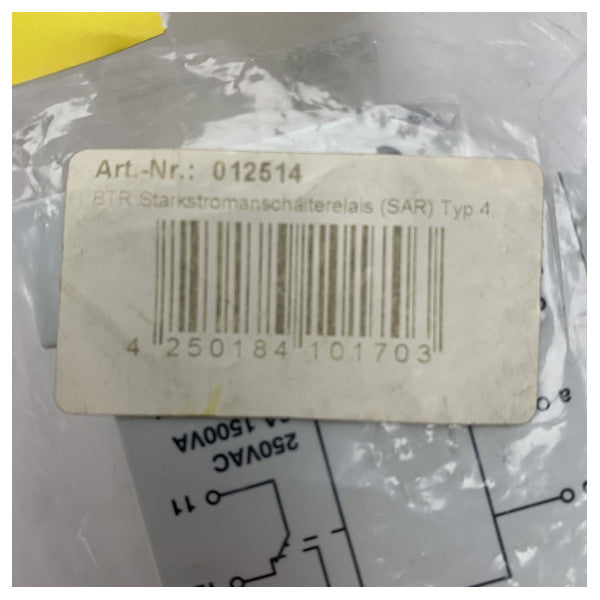 Art.-Nr.: 012514
BTR Starkstromanschalterelais (SAR) Typ 4.
4 250184 101703
a
A 1500VA
250VAC
11